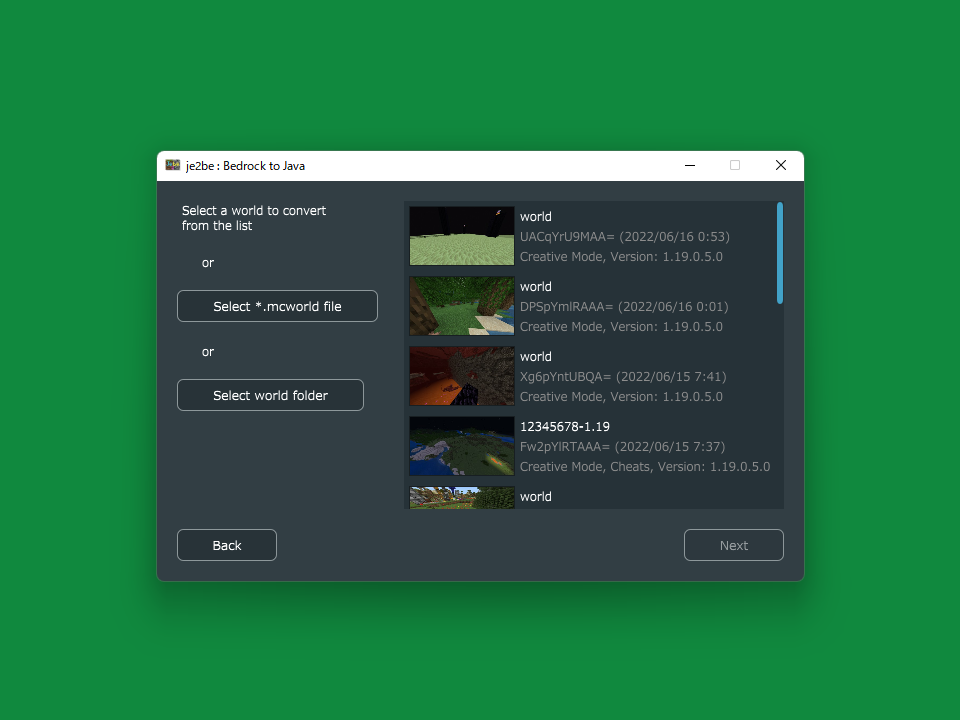 je2be : Bedrock to Java
Select a world to convert
from the list
or
Select *.mcworld file
or
Select world folder
world
UACqYrU9MAA= (2022/06/16 0:53)
Creative Mode, Version: 1.19.0.5.0
world
DPSpYmlRAAA= (2022/06/16 0:01)
Creative Mode, Version: 1.19.0.5.0
world
Xg6pYntUBQA= (2022/06/15 7:41)
Creative Mode, Version: 1.19.0.5.0
12345678-1.19
Fw2pYlRTAAA= (2022/06/15 7:37)
Creative Mode, Cheats, Version: 1.19.0.5.0
world
Back
Next